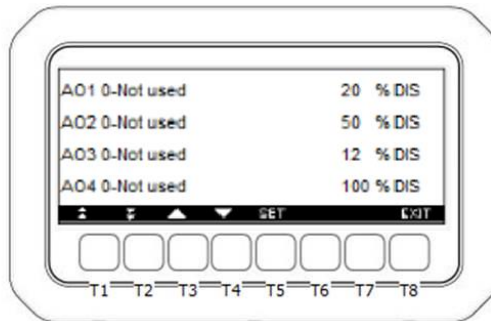 AO1 0-Not used 20 % DIS
AO2 0-Not used 50 % DIS
AO3 0-Not used 12 % DIS
AO4 0-Not used 100 % DIS
SET EXIT
T1 T2 T3 T4 T5 T6 T7 T8